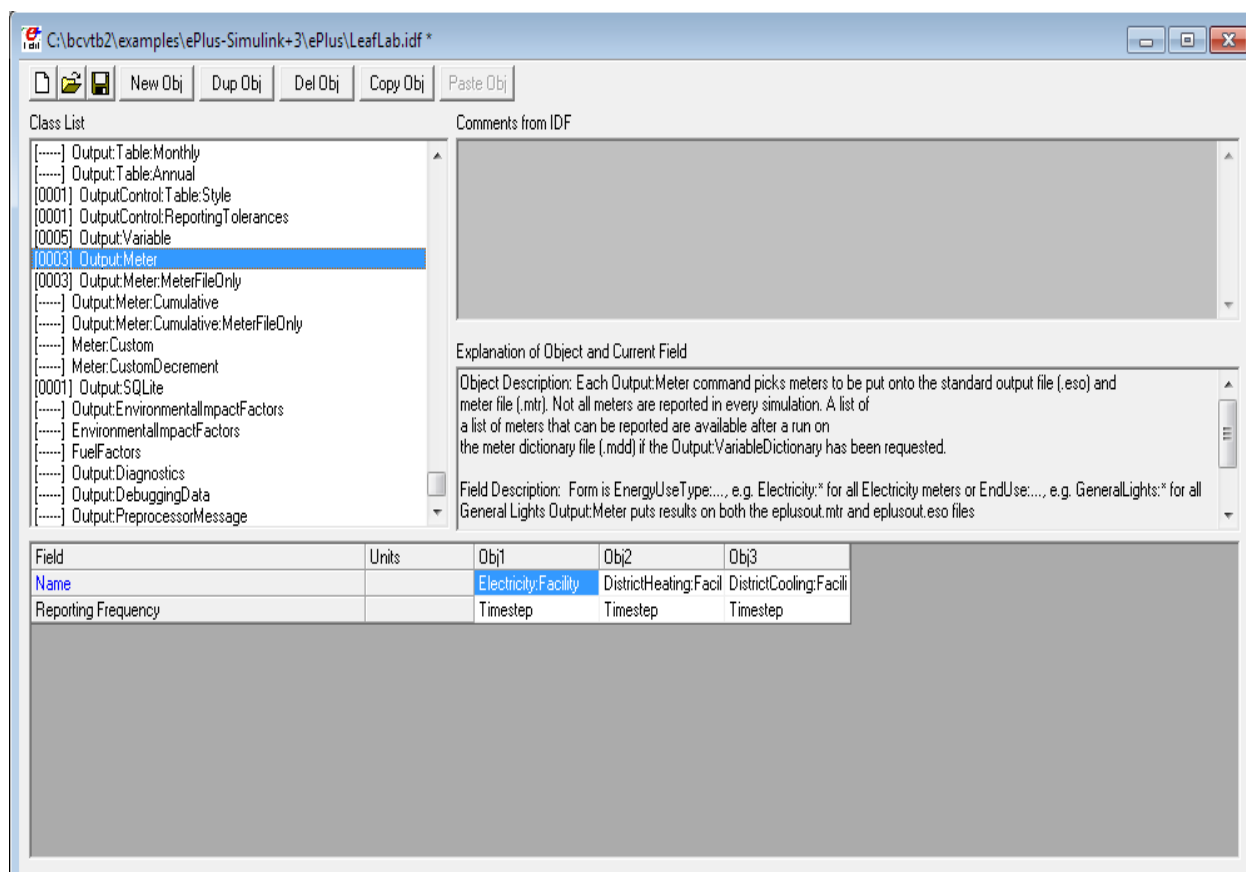 C:\bcvtb2\examples\ePlus-Simulink+3\ePlus\LeafLab.idf *
New Obj Dup Obj Del Obj Copy Obj Paste Obj
Class List
[------] Output:Table:Monthly
[------] Output:Table:Annual
[0001] OutputControl:Table:Style
[0001] OutputControl:ReportingTolerances
[0005] Output:Variable
[0003] Output:Meter
[0003] Output:Meter:MeterFileOnly
[------] Output:Meter:Cumulative
[------] Output:Meter:Cumulative:MeterFileOnly
[------] Meter:Custom
[------] Meter:CustomDecrement
[0001] Output:SQLite
[------] Output:EnvironmentalImpactFactors
[------] EnvironmentalImpactFactors
[------] FuelFactors
[------] Output:Diagnostics
[------] Output:DebuggingData
[------] Output:PreprocessorMessage
Comments from IDF
Explanation of Object and Current Field
Object Description: Each Output:Meter command picks meters to be put onto the standard output file (.eso) and
meter file (.mtr). Not all meters are reported in every simulation. A list of
a list of meters that can be reported are available after a run on
the meter dictionary file (.mdd) if the Output:VariableDictionary has been requested.
Field Description: Form is EnergyUseType:..., e.g. Electricity:* for all Electricity meters or EndUse:..., e.g. GeneralLights:* for all
General Lights Output:Meter puts results on both the eplusout.mtr and eplusout.eso files
Field Units Obj1 Obj2 Obj3
Name Electricity:Facility DistrictHeating:Facil DistrictCooling:Facili
Reporting Frequency Timestep Timestep Timestep